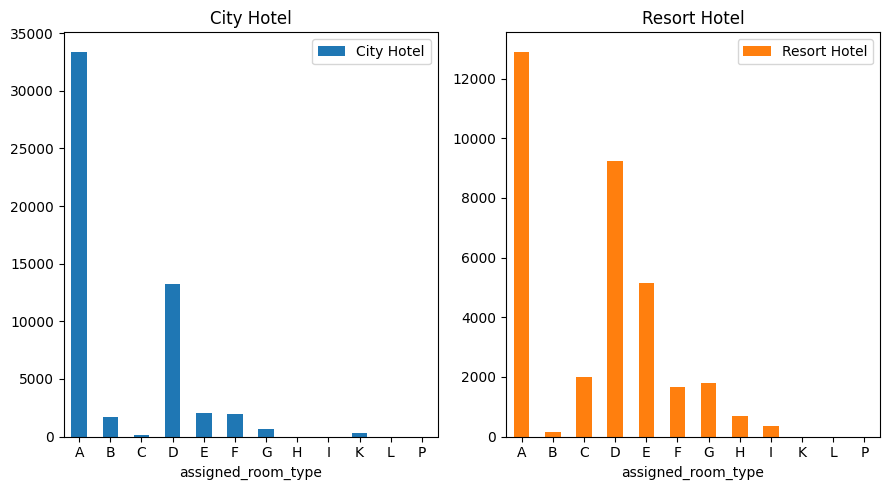 City Hotel
City Hotel
35000
30000
25000
20000
15000
10000
5000
0
A B C D E F G H I K L P
assigned_room_type
Resort Hotel
Resort Hotel
12000
10000
8000
6000
4000
2000
0
A B C D E F G H I K L P
assigned_room_type